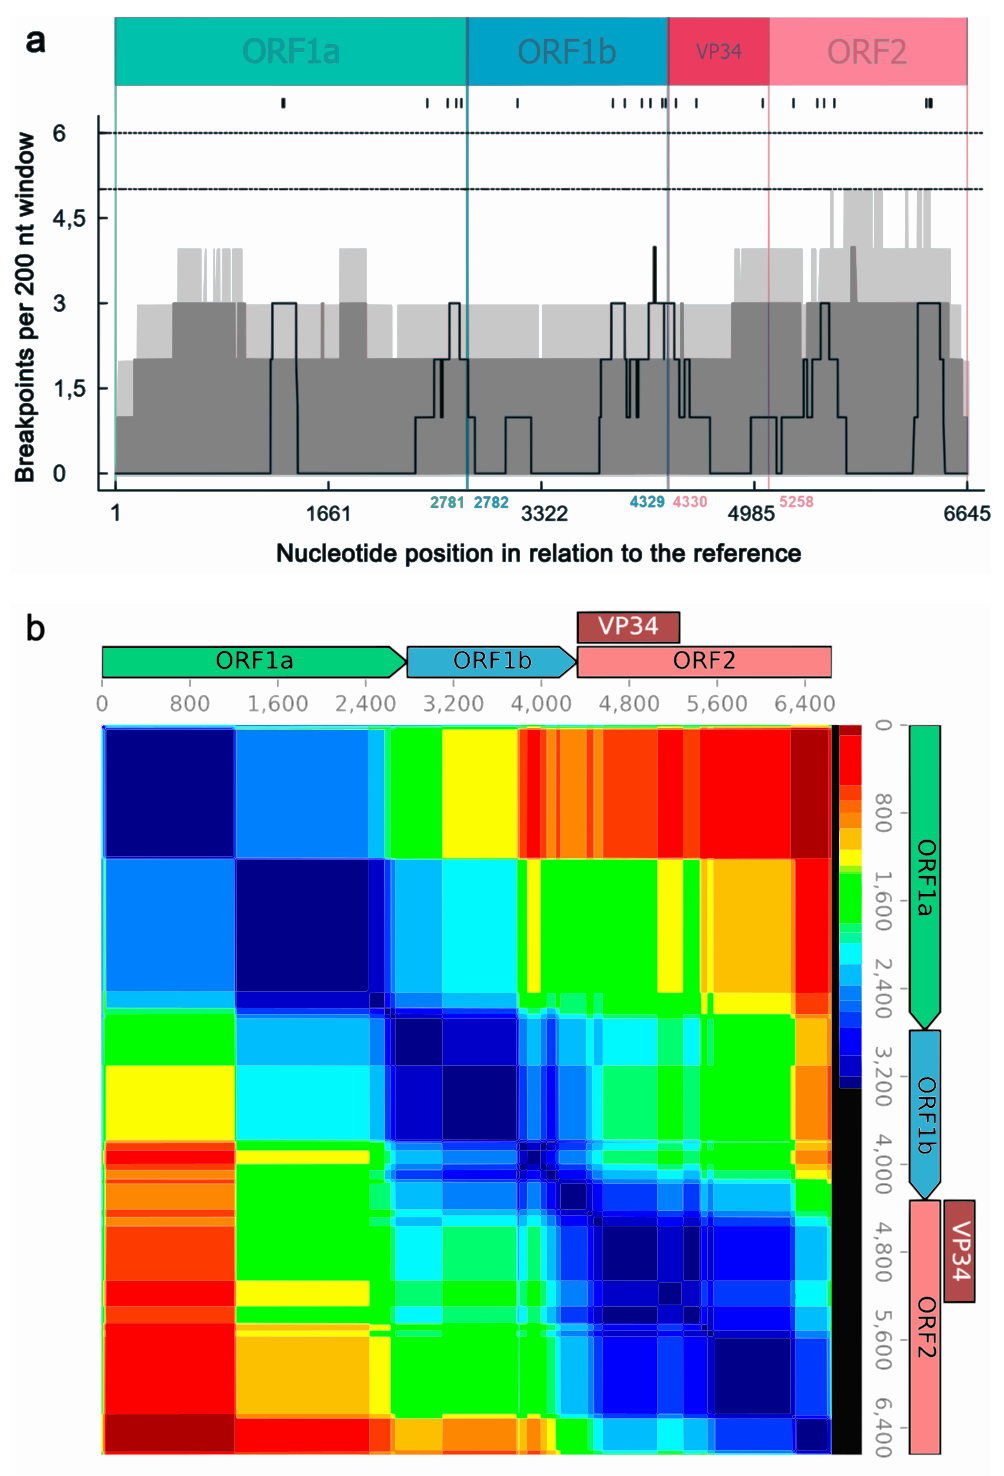 a
ORF1a ORF1b VP34 ORF2
Breakpoints per 200 nt window
6
4,5
3
1,5
0
2781 2782 4329 4330 5258
1 1661 3322 4985 6645
Nucleotide position in relation to the reference
b
VP34
ORF1a ORF1b ORF2
0 800 1,600 2,400 3,200 4,000 4,800 5,600 6,400
0
800
1,600
2,400
3,200
4,000
4,800
5,600
6,400
ORF1a
ORF1b
ORF2
VP34